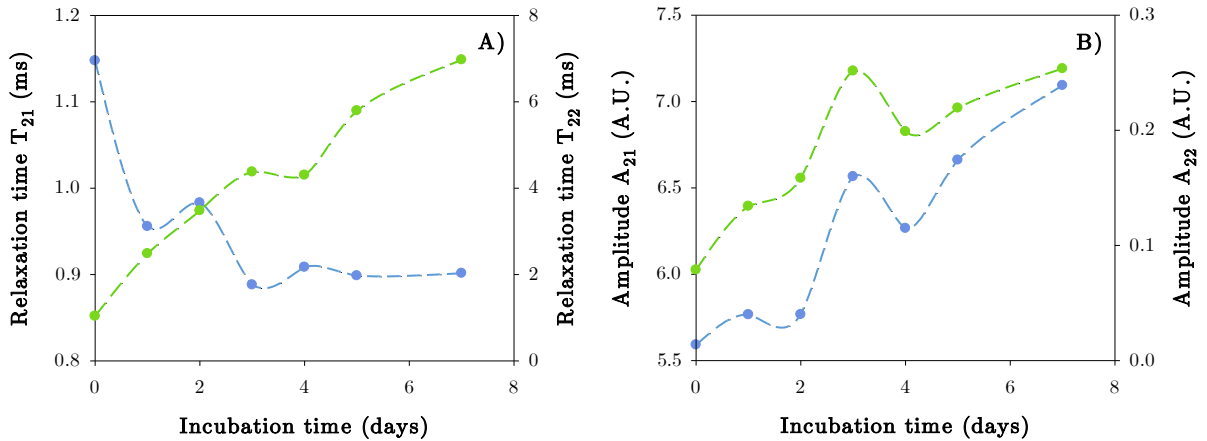 A)
Relaxation time T21 (ms)
1.2
1.1
1.0
0.9
0.8
8
6
4
2
0
Relaxation time T22 (ms)
0 2 4 6 8
Incubation time (days)
B)
Amplitude A21 (A.U.)
7.5
7.0
6.5
6.0
5.5
0.3
0.2
0.1
0.0
Amplitude A22 (A.U.)
0 2 4 6 8
Incubation time (days)